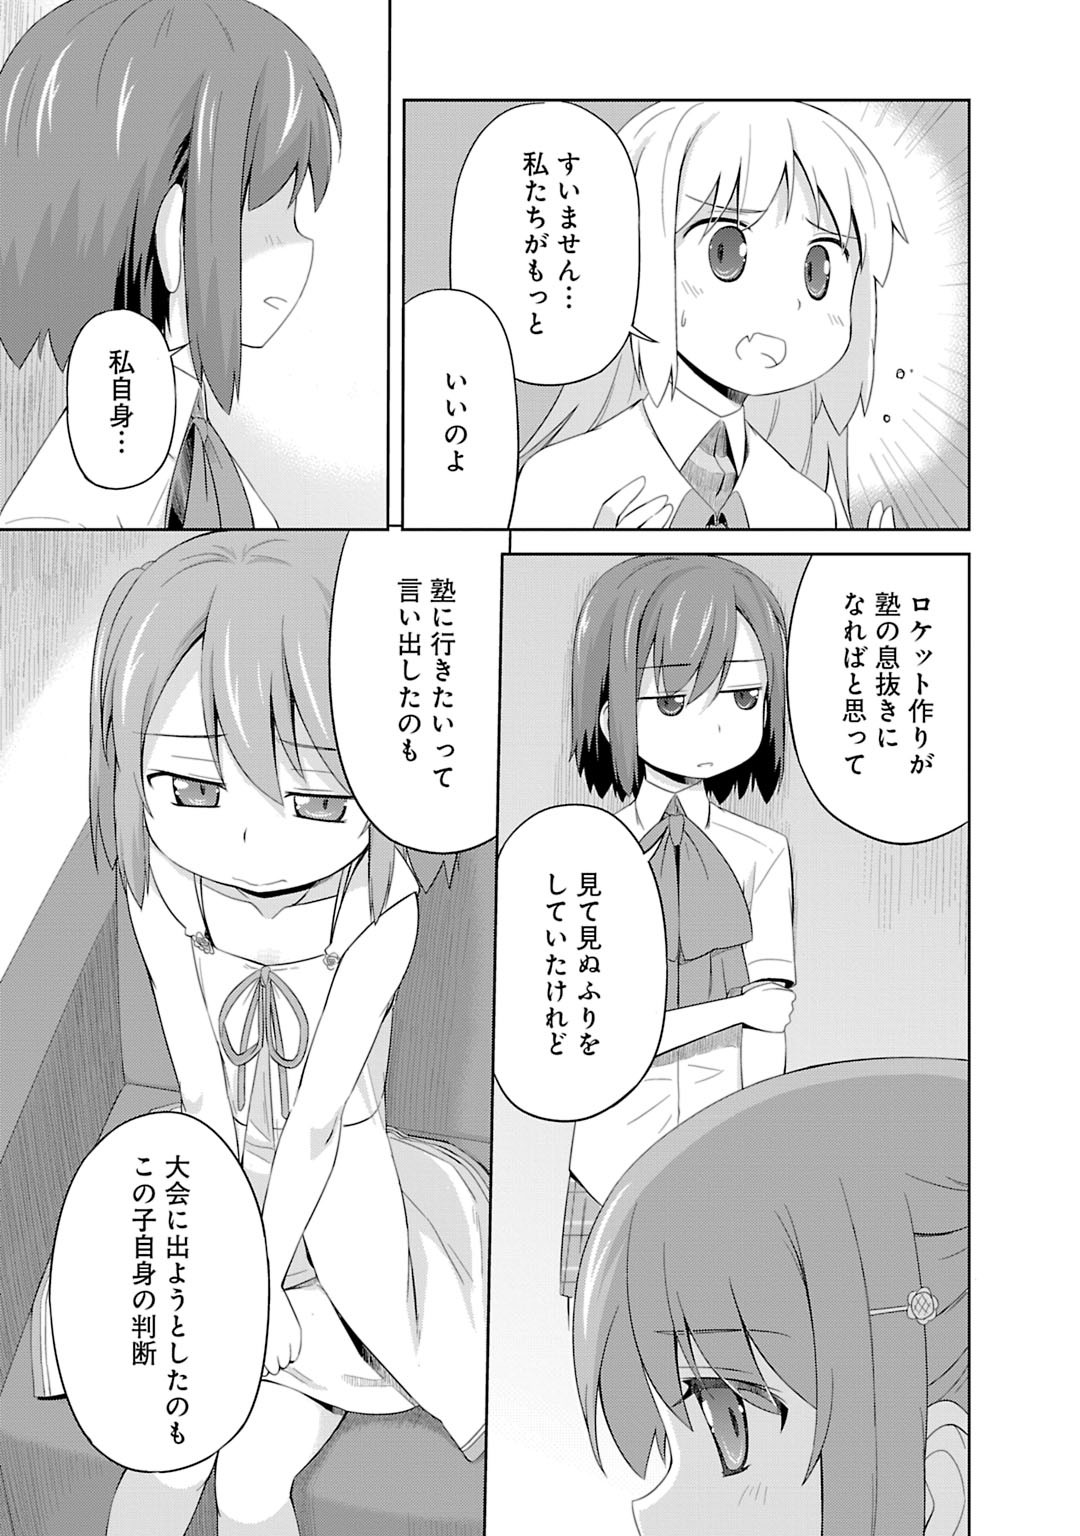 すいません…
私たちがもっと
いいのよ
私自身…
ロケット作りが
塾の息抜きに
なればと思って
見て見ぬふりを
していたけれど
塾に行きたいって
言い出したのも
大会に出ようとしたのも
この子自身の判断